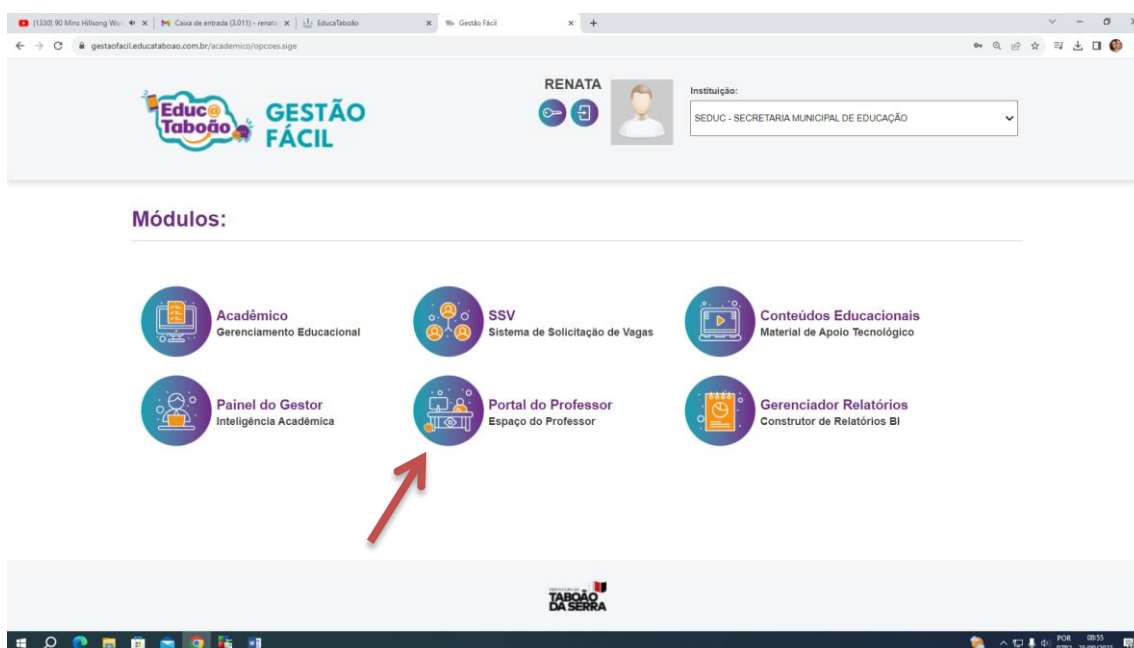 (1330) 90 Mins Hillsong Wor
Caixa de entrada (3.011) - renata
EducaTaboão
Gestão Fácil
gestaofacil.educataboao.com.br/academico/opcoes.sige
Educ@
Taboão
GESTÃO
FÁCIL
RENATA
Instituição:
SEDUC - SECRETARIA MUNICIPAL DE EDUCAÇÃO
Módulos:
Acadêmico
Gerenciamento Educacional
SSV
Sistema de Solicitação de Vagas
Conteúdos Educacionais
Material de Apoio Tecnológico
Painel do Gestor
Inteligência Acadêmica
Portal do Professor
Espaço do Professor
Gerenciador Relatórios
Construtor de Relatórios BI
TABOÃO
DA SERRA
POR
08:55